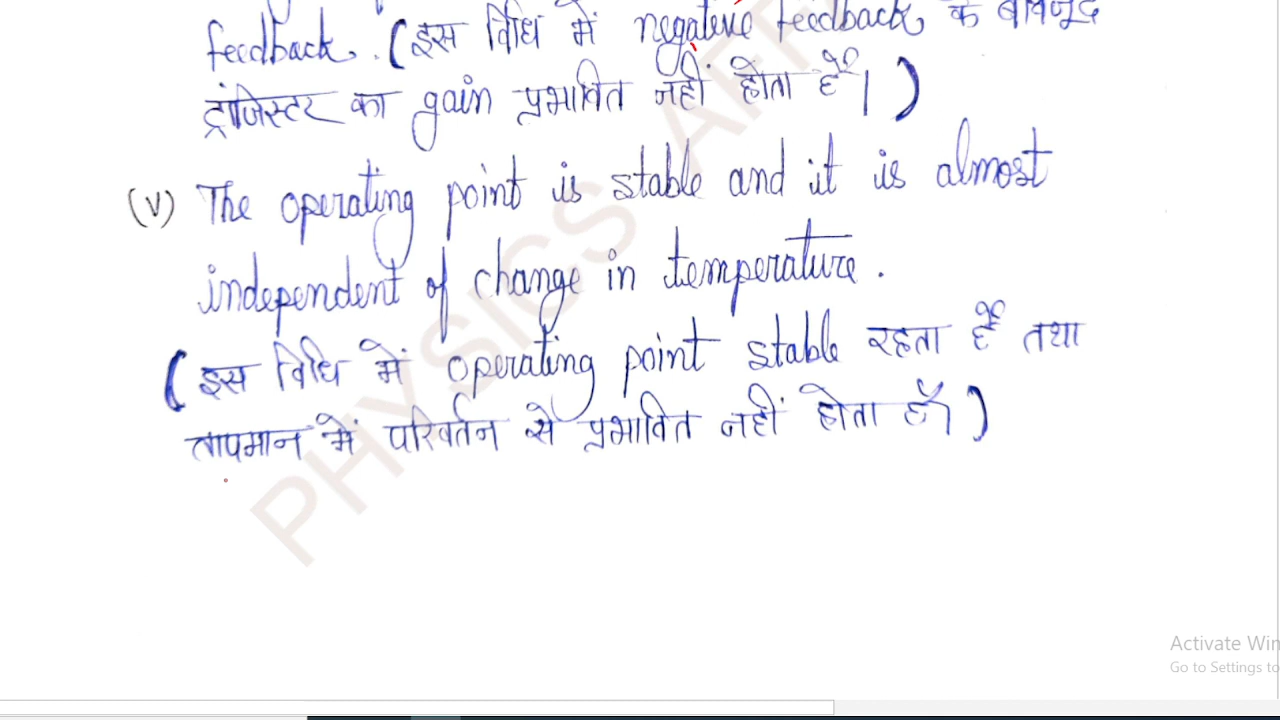 feedback. (इस विधि में negative feedback के बावजूद
ट्रांजिस्टर का gain प्रभावित नहीं होता है।)
(v) The operating point is stable and it is almost
independent of change in temperature.
(इस विधि में operating point stable रहता है तथा
तापमान में परिवर्तन से प्रभावित नहीं होता है।)
PHYSICS AFF
Activate Win
Go to Settings to